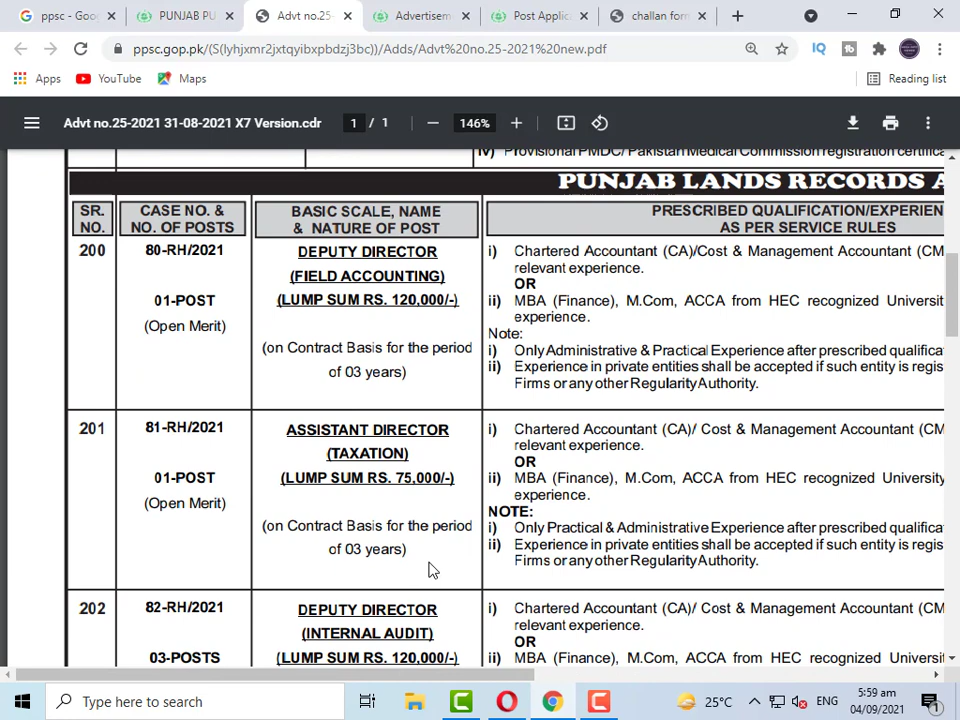 ppsc - Goo
PUNJAB PU
Advt no.25-
Advertisem
Post Applic
challan form
ppsc.gop.pk/(S(lyhjxmr2jxtqyibxpbdzj3bc))/Adds/Advt%20no.25-2021%20new.pdf
IQ
Apps
YouTube
Maps
Reading list
Advt no.25-2021 31-08-2021 X7 Version.cdr
1 / 1
146%
iv) Provisional PMDC/ Pakistan Medical Commission registration certifica
PUNJAB LANDS RECORDS A
SR. NO.
CASE NO. & NO. OF POSTS
BASIC SCALE, NAME & NATURE OF POST
PRESCRIBED QUALIFICATION/EXPERIEN
AS PER SERVICE RULES
200
80-RH/2021
01-POST
(Open Merit)
DEPUTY DIRECTOR
(FIELD ACCOUNTING)
(LUMP SUM RS. 120,000/-)
(on Contract Basis for the period
of 03 years)
i) Chartered Accountant (CA)/Cost & Management Accountant (CM
relevant experience.
OR
ii) MBA (Finance), M.Com, ACCA from HEC recognized Universit
experience.
Note:
i) Only Administrative & Practical Experience after prescribed qualifica
ii) Experience in private entities shall be accepted if such entity is regis
Firms or any other Regularity Authority.
201
81-RH/2021
01-POST
(Open Merit)
ASSISTANT DIRECTOR
(TAXATION)
(LUMP SUM RS. 75,000/-)
(on Contract Basis for the period
of 03 years)
i) Chartered Accountant (CA)/ Cost & Management Accountant (CM
relevant experience.
OR
ii) MBA (Finance), M.Com, ACCA from HEC recognized University
experience.
NOTE:
i) Only Practical & Administrative Experience after prescribed qualifica
ii) Experience in private entities shall be accepted if such entity is regis
Firms or any other Regularity Authority.
202
82-RH/2021
03-POSTS
DEPUTY DIRECTOR
(INTERNAL AUDIT)
(LUMP SUM RS. 120,000/-)
i) Chartered Accountant (CA)/ Cost & Management Accountant (CM
relevant experience.
OR
ii) MBA (Finance), M.Com, ACCA from HEC recognized Universit
Type here to search
25°C
ENG
5:59 am
04/09/2021
1